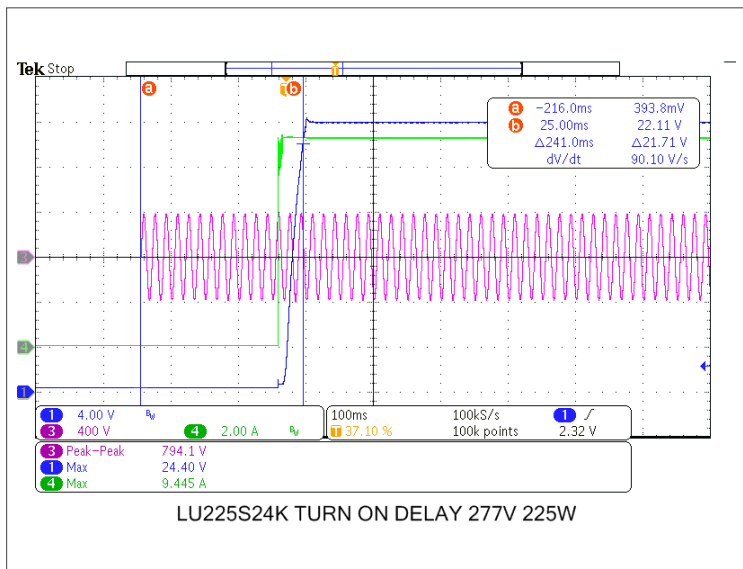 Tek Stop
T
a
b
T
a -216.0ms 393.8mV
b 25.00ms 22.11 V
Δ241.0ms Δ21.71 V
dV/dt 90.10 V/s
3
4
1
1 4.00 V BW
3 400 V 4 2.00 A BW
100ms 100kS/s 1
T 37.10 % 100k points 2.32 V
3 Peak-Peak 794.1 V
1 Max 24.40 V
4 Max 9.445 A
LU225S24K TURN ON DELAY 277V 225W